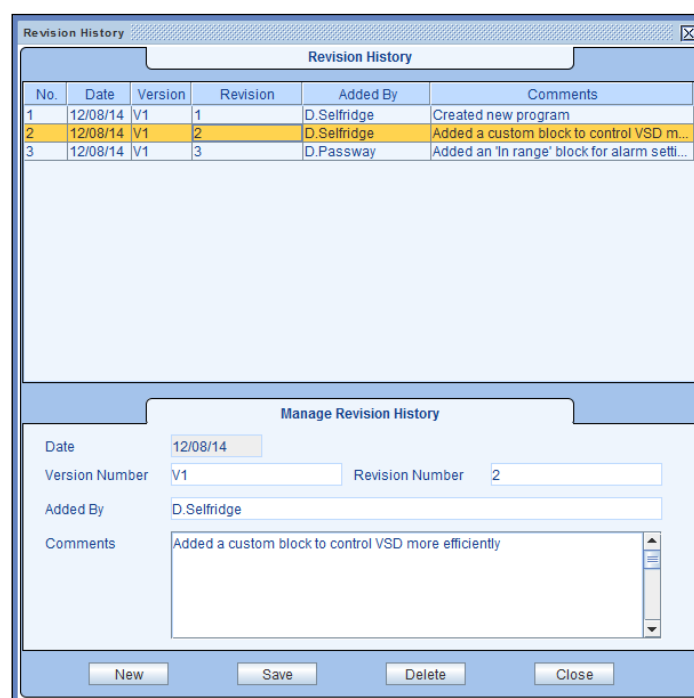 Revision History
Revision History
No. Date Version Revision Added By Comments
1 12/08/14 V1 1 D.Selfridge Created new program
2 12/08/14 V1 2 D.Selfridge Added a custom block to control VSD m...
3 12/08/14 V1 3 D.Passway Added an 'In range' block for alarm setti...
Manage Revision History
Date 12/08/14
Version Number V1 Revision Number 2
Added By D.Selfridge
Comments Added a custom block to control VSD more efficiently
New Save Delete Close